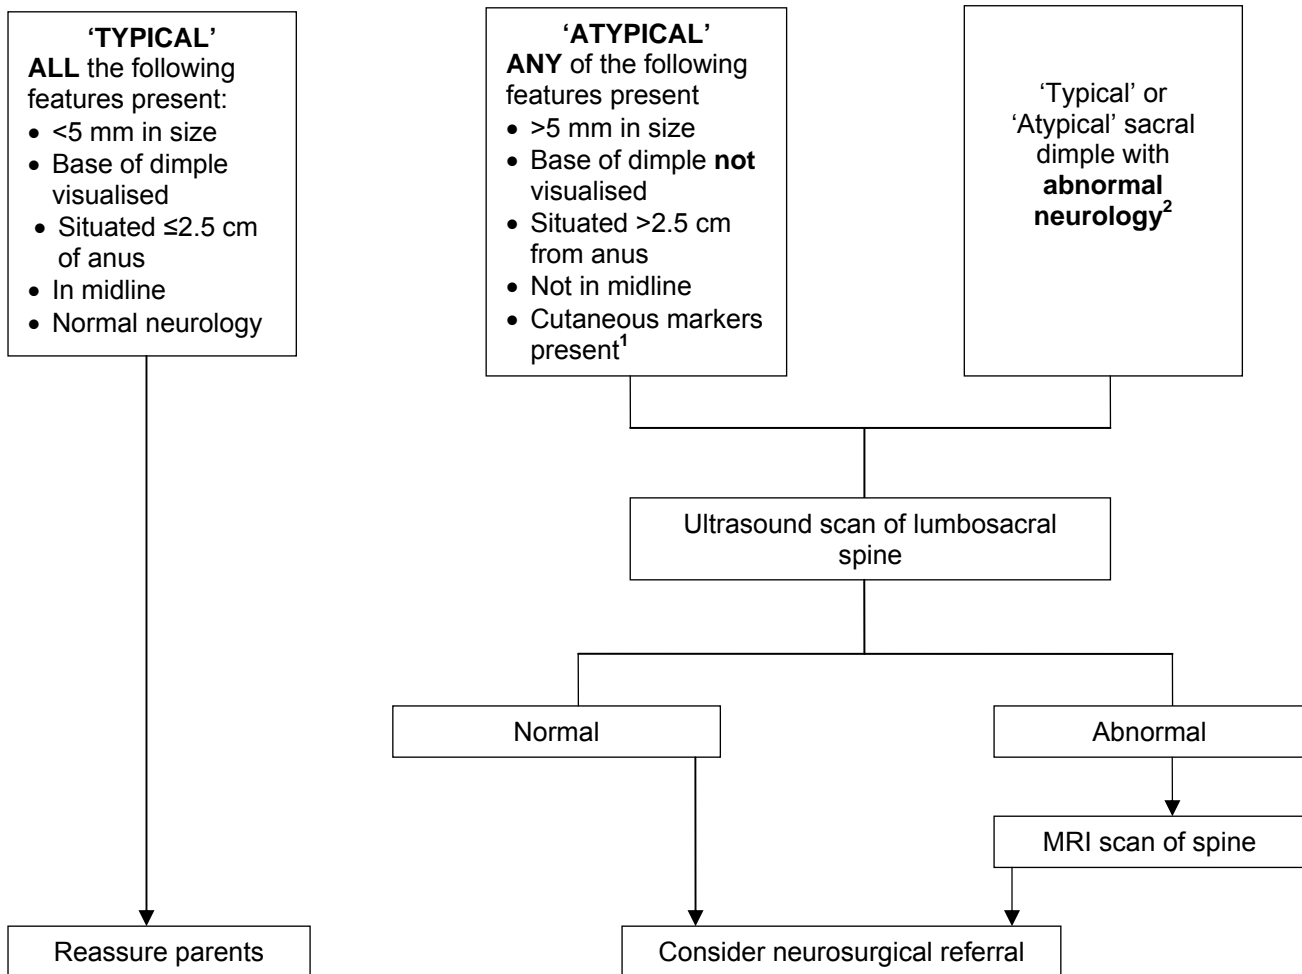 ‘TYPICAL’
ALL the following
features present:
• <5 mm in size
• Base of dimple
visualised
• Situated ≤2.5 cm
of anus
• In midline
• Normal neurology
‘ATYPICAL’
ANY of the following
features present
• >5 mm in size
• Base of dimple not
visualised
• Situated >2.5 cm
from anus
• Not in midline
• Cutaneous markers
present¹
‘Typical’ or
‘Atypical’ sacral
dimple with
abnormal
neurology²
Ultrasound scan of lumbosacral
spine
Normal
Abnormal
MRI scan of spine
Reassure parents
Consider neurosurgical referral